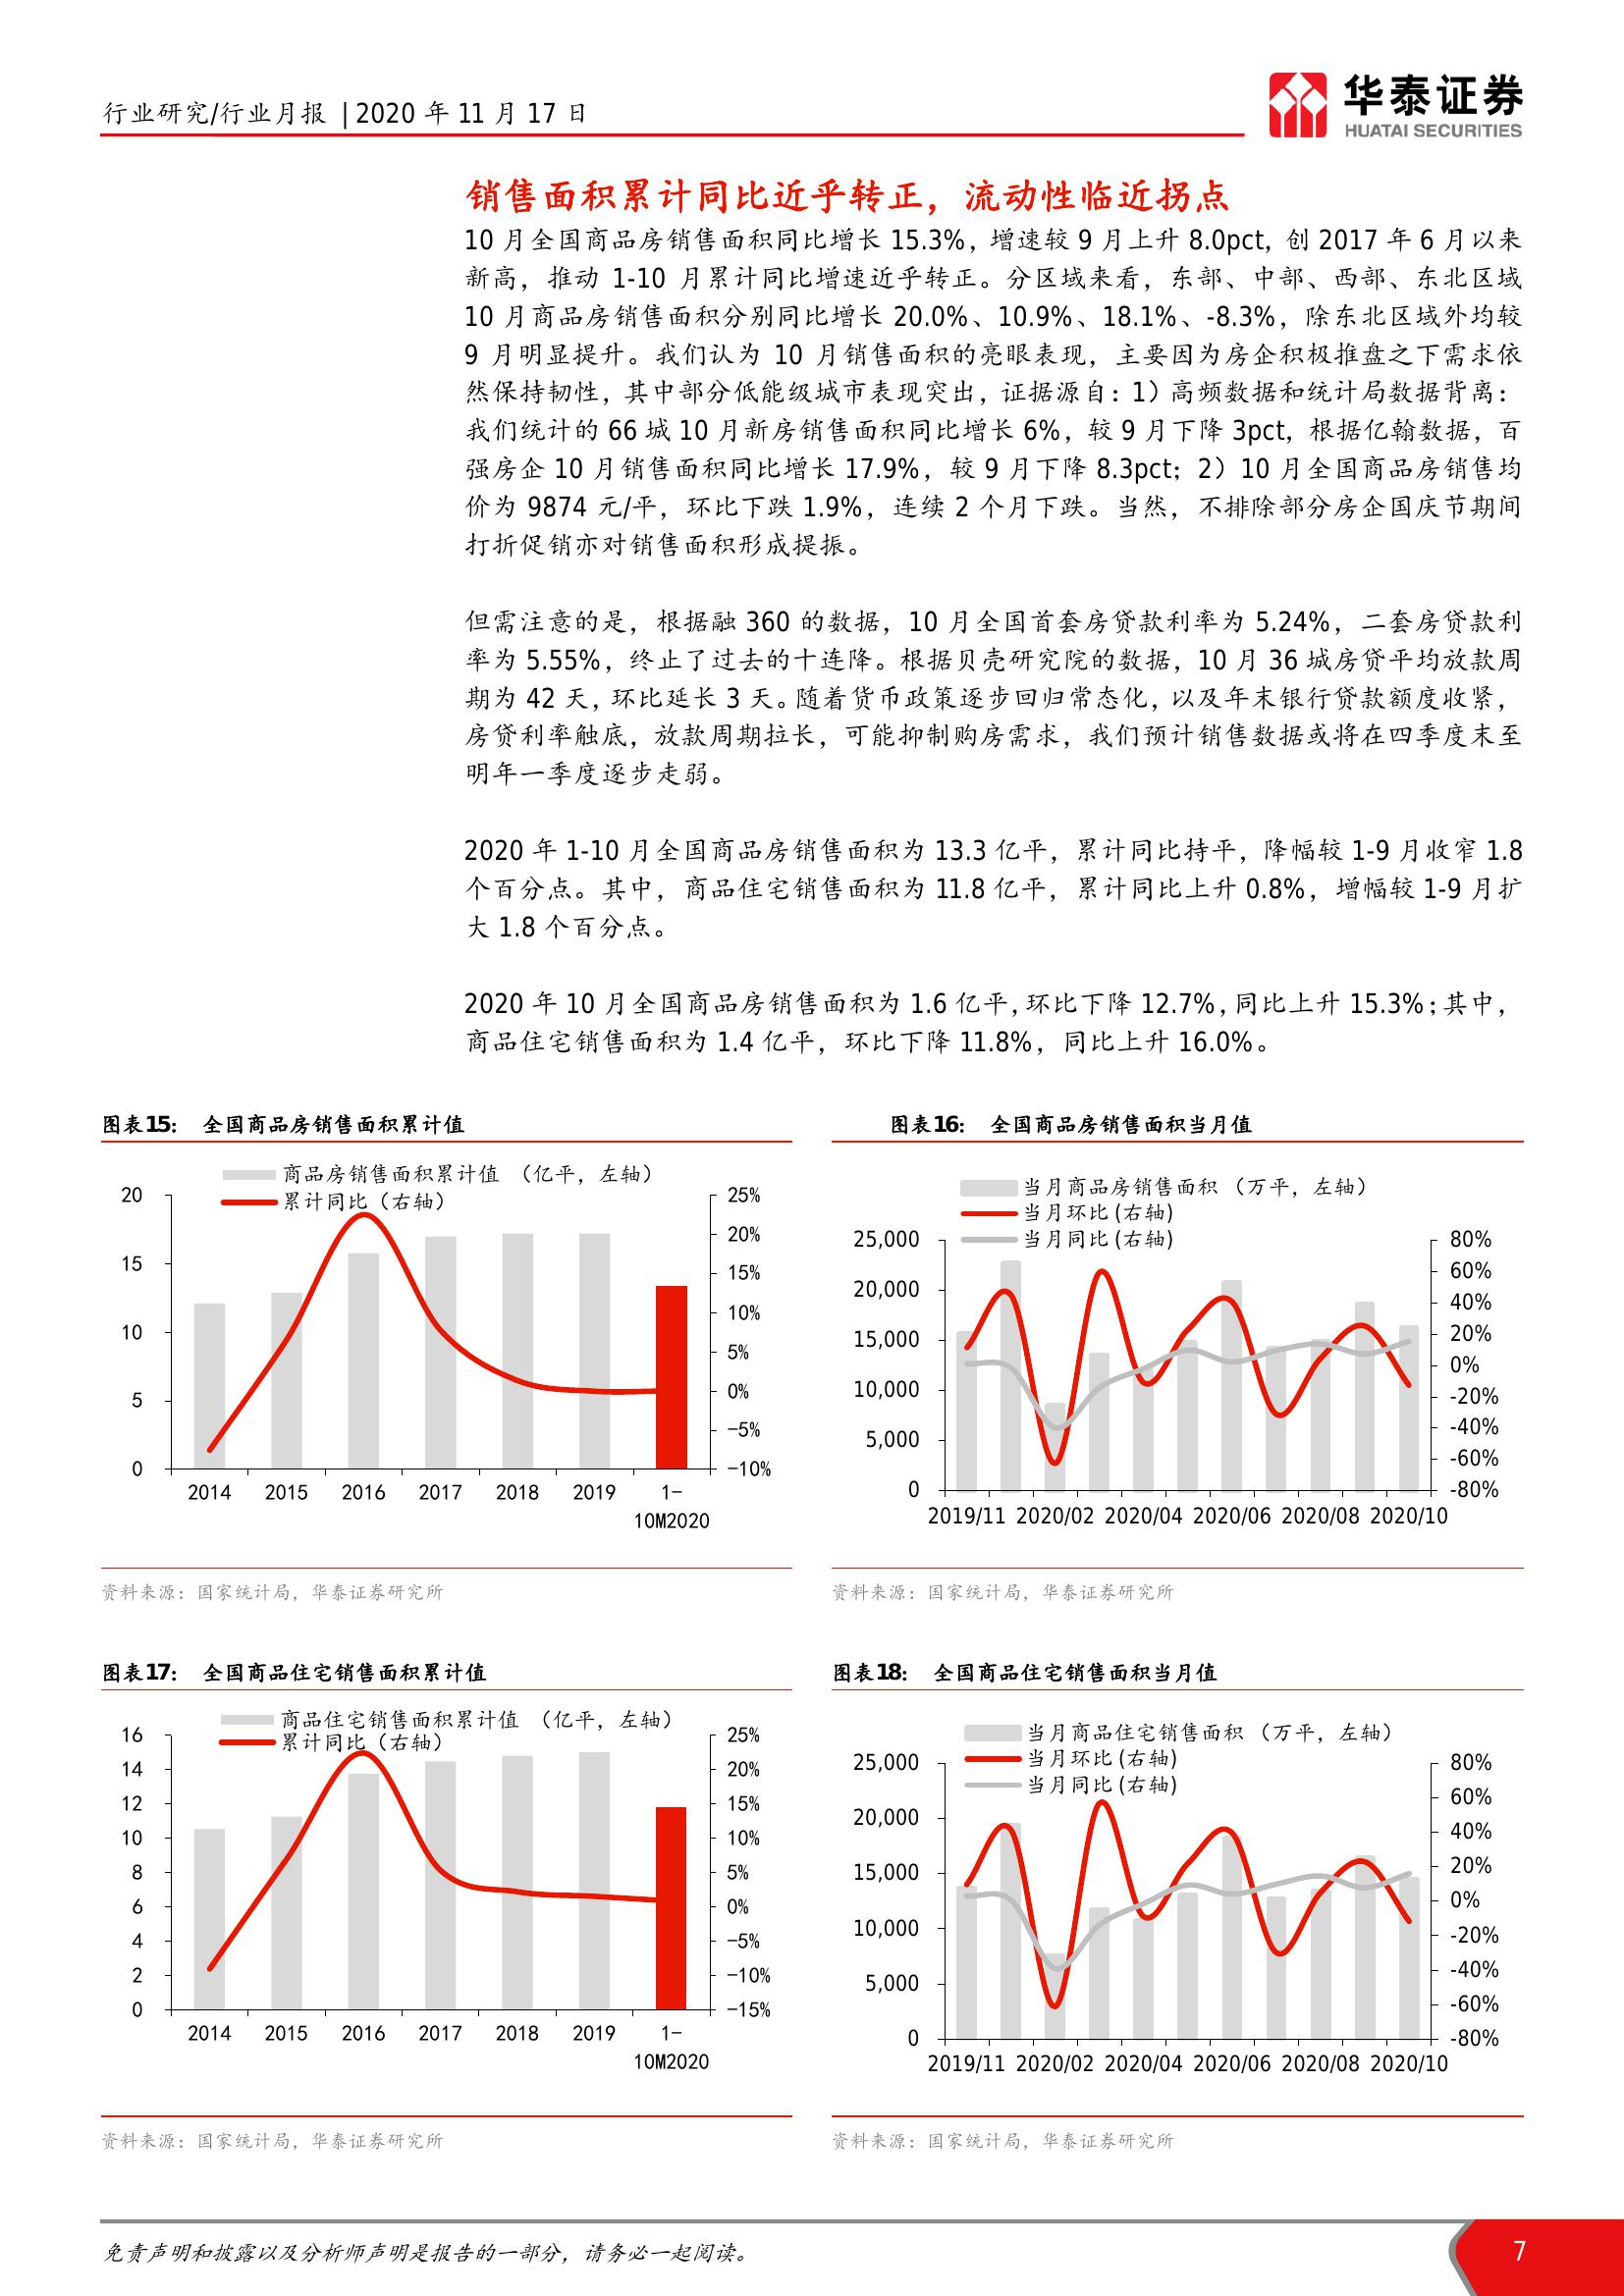 行业研究/行业月报 | 2020 年 11 月 17 日
华泰证券
HUATAI SECURITIES
销售面积累计同比近乎转正，流动性临近拐点
10 月全国商品房销售面积同比增长 15.3%，增速较 9 月上升 8.0pct，创 2017 年 6 月以来
新高，推动 1-10 月累计同比增速近乎转正。分区域来看，东部、中部、西部、东北区域
10 月商品房销售面积分别同比增长 20.0%、10.9%、18.1%、-8.3%，除东北区域外均较
9 月明显提升。我们认为 10 月销售面积的亮眼表现，主要因为房企积极推盘之下需求依
然保持韧性，其中部分低能级城市表现突出，证据源自：1）高频数据和统计局数据背离：
我们统计的 66 城 10 月新房销售面积同比增长 6%，较 9 月下降 3pct，根据亿翰数据，百
强房企 10 月销售面积同比增长 17.9%，较 9 月下降 8.3pct；2）10 月全国商品房销售均
价为 9874 元/平，环比下跌 1.9%，连续 2 个月下跌。当然，不排除部分房企国庆节期间
打折促销亦对销售面积形成提振。
但需注意的是，根据融 360 的数据，10 月全国首套房贷款利率为 5.24%，二套房贷款利
率为 5.55%，终止了过去的十连降。根据贝壳研究院的数据，10 月 36 城房贷平均放款周
期为 42 天，环比延长 3 天。随着货币政策逐步回归常态化，以及年末银行贷款额度收紧，
房贷利率触底，放款周期拉长，可能抑制购房需求，我们预计销售数据或将在四季度末至
明年一季度逐步走弱。
2020 年 1-10 月全国商品房销售面积为 13.3 亿平，累计同比持平，降幅较 1-9 月收窄 1.8
个百分点。其中，商品住宅销售面积为 11.8 亿平，累计同比上升 0.8%，增幅较 1-9 月扩
大 1.8 个百分点。
2020 年 10 月全国商品房销售面积为 1.6 亿平，环比下降 12.7%，同比上升 15.3%；其中，
商品住宅销售面积为 1.4 亿平，环比下降 11.8%，同比上升 16.0%。
图表15： 全国商品房销售面积累计值
商品房销售面积累计值 （亿平，左轴）
累计同比（右轴）
20
15
10
5
0
25%
20%
15%
10%
5%
0%
-5%
-10%
2014 2015 2016 2017 2018 2019 1-
10M2020
资料来源：国家统计局，华泰证券研究所
图表16： 全国商品房销售面积当月值
当月商品房销售面积 （万平，左轴）
当月环比(右轴)
当月同比(右轴)
25,000
20,000
15,000
10,000
5,000
0
80%
60%
40%
20%
0%
-20%
-40%
-60%
-80%
2019/11 2020/02 2020/04 2020/06 2020/08 2020/10
资料来源：国家统计局，华泰证券研究所
图表17： 全国商品住宅销售面积累计值
商品住宅销售面积累计值 （亿平，左轴）
累计同比（右轴）
16
14
12
10
8
6
4
2
0
25%
20%
15%
10%
5%
0%
-5%
-10%
-15%
2014 2015 2016 2017 2018 2019 1-
10M2020
资料来源：国家统计局，华泰证券研究所
图表18： 全国商品住宅销售面积当月值
当月商品住宅销售面积 （万平，左轴）
当月环比(右轴)
当月同比(右轴)
25,000
20,000
15,000
10,000
5,000
0
80%
60%
40%
20%
0%
-20%
-40%
-60%
-80%
2019/11 2020/02 2020/04 2020/06 2020/08 2020/10
资料来源：国家统计局，华泰证券研究所
免责声明和披露以及分析师声明是报告的一部分，请务必一起阅读。
7